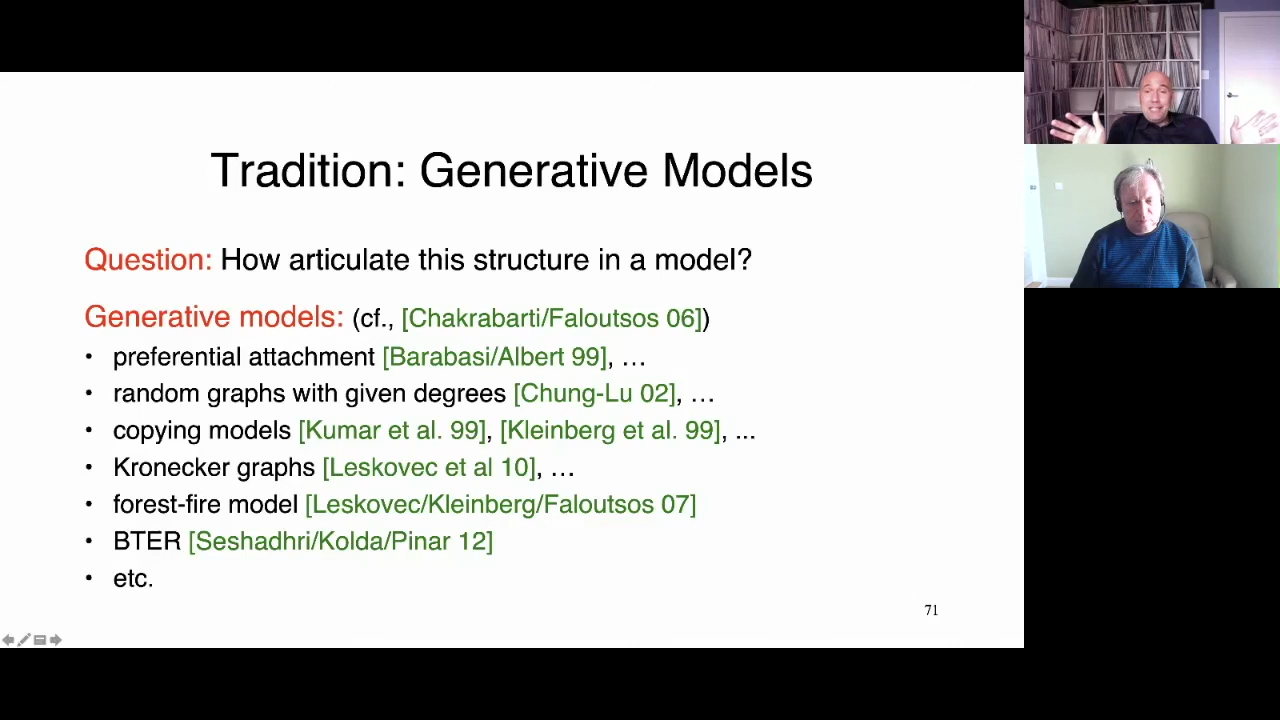 Tradition: Generative Models
Question: How articulate this structure in a model?
Generative models: (cf., [Chakrabarti/Faloutsos 06])
• preferential attachment [Barabasi/Albert 99], …
• random graphs with given degrees [Chung-Lu 02], …
• copying models [Kumar et al. 99], [Kleinberg et al. 99], ...
• Kronecker graphs [Leskovec et al 10], …
• forest-fire model [Leskovec/Kleinberg/Faloutsos 07]
• BTER [Seshadhri/Kolda/Pinar 12]
• etc.
71